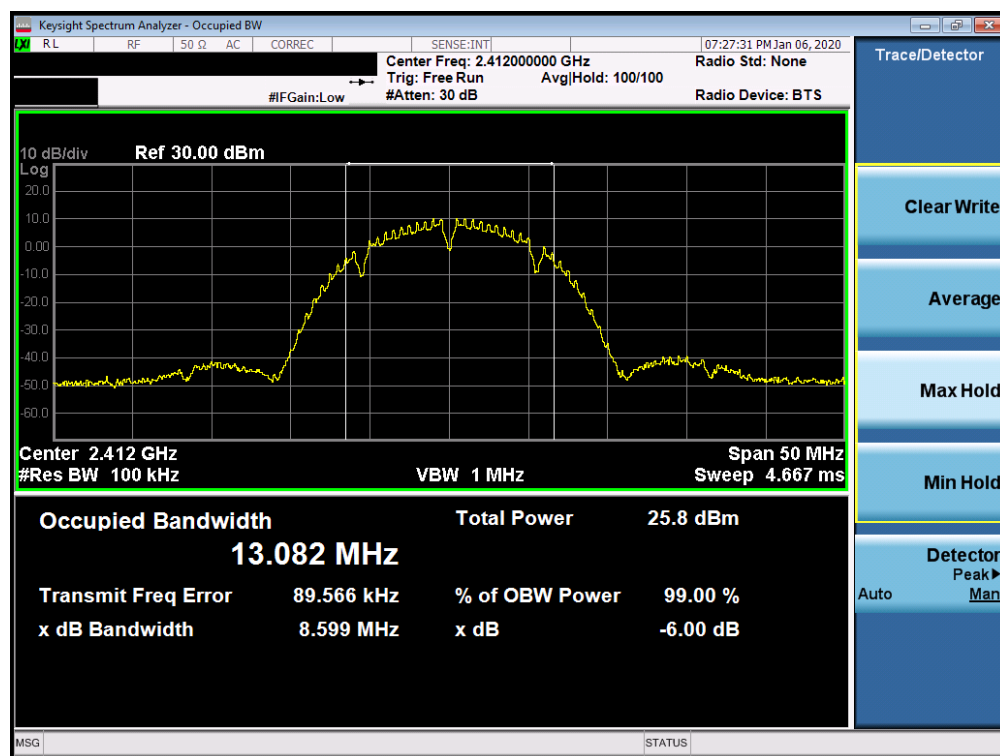 Keysight Spectrum Analyzer - Occupied BW
LXI RL RF 50 Ω AC CORREC SENSE:INT 07:27:31 PM Jan 06, 2020
Center Freq: 2.412000000 GHz Radio Std: None
Trig: Free Run Avg|Hold: 100/100
#IFGain:Low #Atten: 30 dB Radio Device: BTS
10 dB/div Ref 30.00 dBm
Log
20.0
10.0
0.00
-10.0
-20.0
-30.0
-40.0
-50.0
-60.0
Center 2.412 GHz Span 50 MHz
#Res BW 100 kHz VBW 1 MHz Sweep 4.667 ms
Occupied Bandwidth Total Power 25.8 dBm
13.082 MHz
Transmit Freq Error 89.566 kHz % of OBW Power 99.00 %
x dB Bandwidth 8.599 MHz x dB -6.00 dB
MSG STATUS
Trace/Detector
Clear Write
Average
Max Hold
Min Hold
Detector
Peak▶
Auto Man